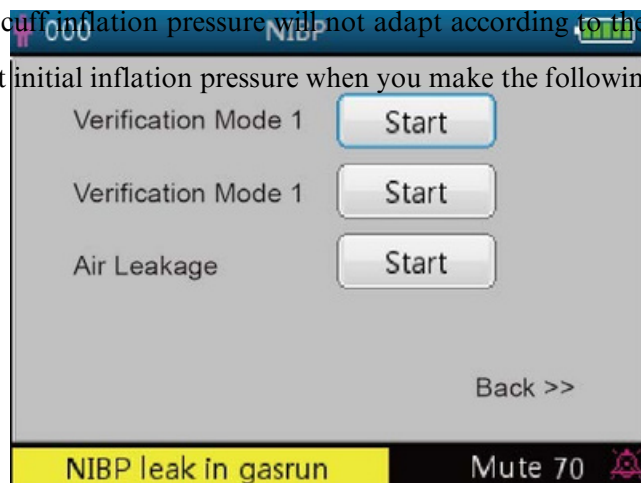 cuff inflation pressure will not adapt according to the
000 NIBP
t initial inflation pressure when you make the followin
Verification Mode 1 Start
Verification Mode 1 Start
Air Leakage Start
Back >>
NIBP leak in gasrun Mute 70